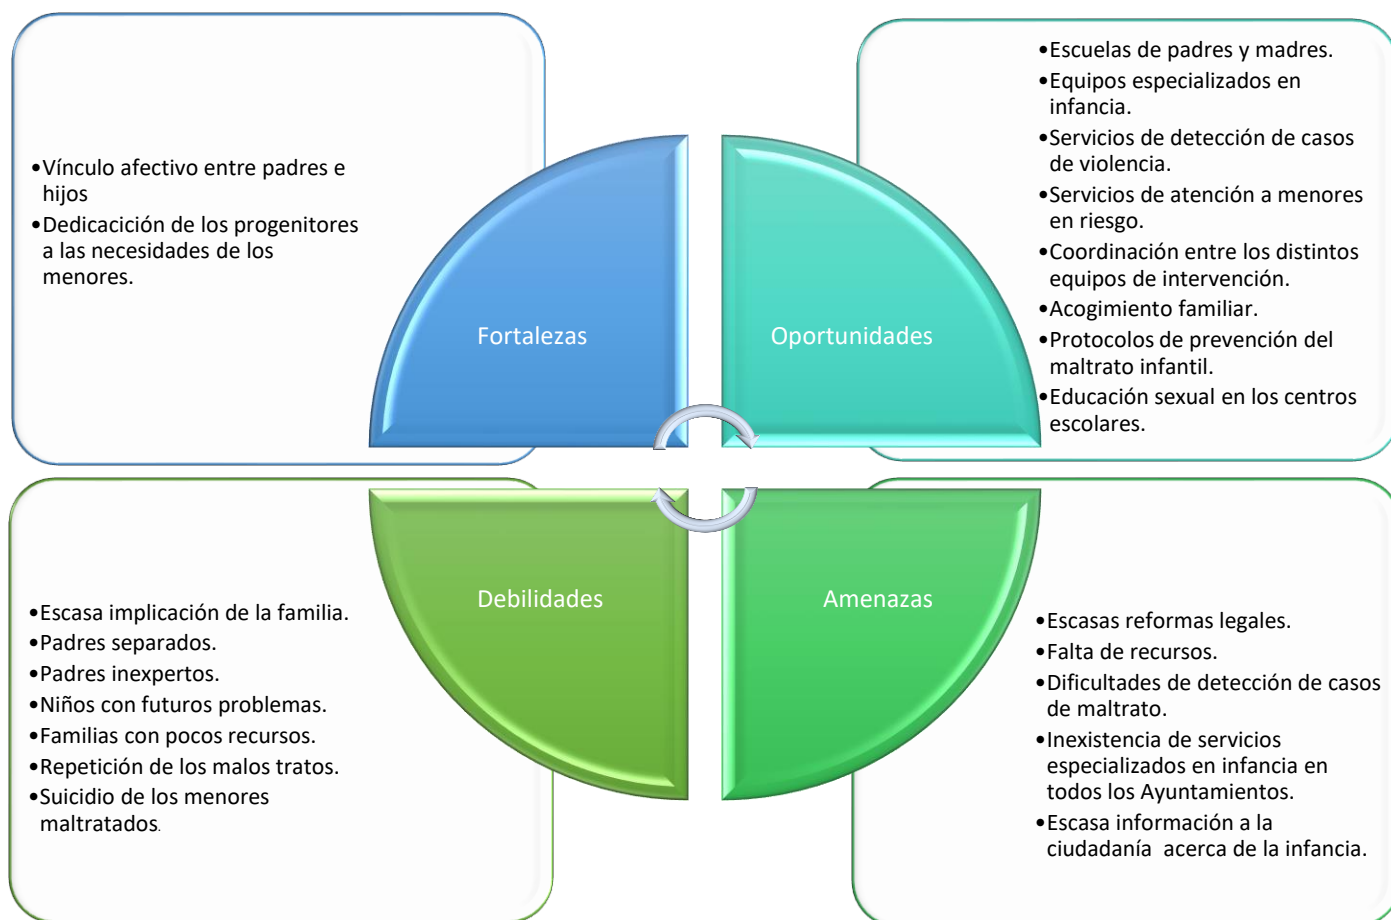 •Vínculo afectivo entre padres e
hijos
•Dedicacición de los progenitores
a las necesidades de los
menores.
Fortalezas
•Escuelas de padres y madres.
•Equipos especializados en
infancia.
•Servicios de detección de casos
de violencia.
•Servicios de atención a menores
en riesgo.
•Coordinación entre los distintos
equipos de intervención.
•Acogimiento familiar.
•Protocolos de prevención del
maltrato infantil.
•Educación sexual en los centros
escolares.
Oportunidades
•Escasa implicación de la familia.
•Padres separados.
•Padres inexpertos.
•Niños con futuros problemas.
•Familias con pocos recursos.
•Repetición de los malos tratos.
•Suicidio de los menores
maltratados.
Debilidades
Amenazas
•Escasas reformas legales.
•Falta de recursos.
•Dificultades de detección de casos
de maltrato.
•Inexistencia de servicios
especializados en infancia en
todos los Ayuntamientos.
•Escasa información a la
ciudadanía  acerca de la infancia.